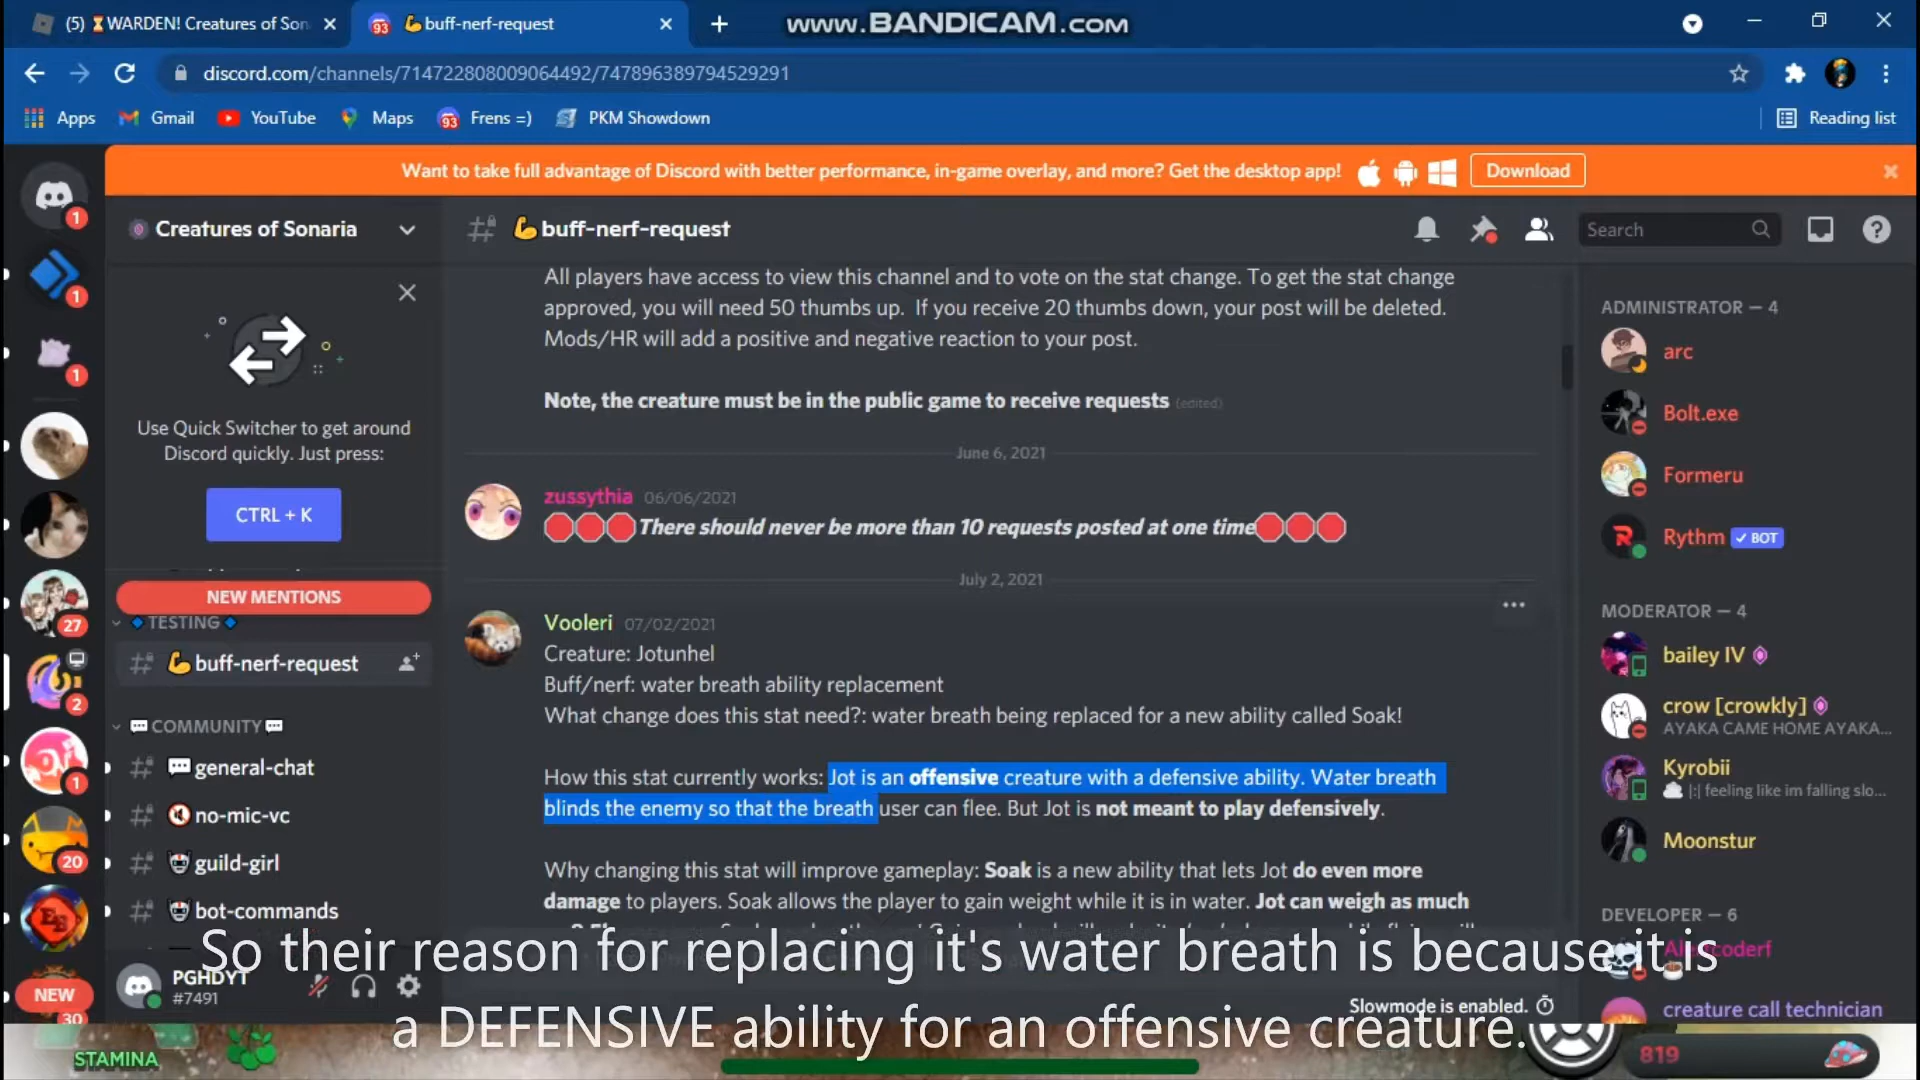 (5) ⌛WARDEN! Creatures of Son
💪buff-nerf-request
www.BANDICAM.com
discord.com/channels/714722808009064492/747896389794529291
Apps
Gmail
YouTube
Maps
Frens =)
PKM Showdown
Reading list
Want to take full advantage of Discord with better performance, in-game overlay, and more? Get the desktop app!
Download
Creatures of Sonaria
💪buff-nerf-request
Search
Use Quick Switcher to get around
Discord quickly. Just press:
CTRL + K
NEW MENTIONS
TESTING
💪buff-nerf-request
COMMUNITY
general-chat
no-mic-vc
guild-girl
bot-commands
PGHDYT
#7491
All players have access to view this channel and to vote on the stat change. To get the stat change
approved, you will need 50 thumbs up. If you receive 20 thumbs down, your post will be deleted.
Mods/HR will add a positive and negative reaction to your post.
Note, the creature must be in the public game to receive requests (edited)
June 6, 2021
zussythia 06/06/2021
🛑🛑🛑There should never be more than 10 requests posted at one time🛑🛑🛑
July 2, 2021
Vooleri 07/02/2021
Creature: Jotunhel
Buff/nerf: water breath ability replacement
What change does this stat need?: water breath being replaced for a new ability called Soak!
How this stat currently works: Jot is an offensive creature with a defensive ability. Water breath
blinds the enemy so that the breath user can flee. But Jot is not meant to play defensively.
Why changing this stat will improve gameplay: Soak is a new ability that lets Jot do even more
damage to players. Soak allows the player to gain weight while it is in water. Jot can weigh as much
Slowmode is enabled.
ADMINISTRATOR — 4
arc
Bolt.exe
Formeru
Rythm ✓ BOT
MODERATOR — 4
bailey IV
crow [crowkly]
AYAKA CAME HOME AYAKA...
Kyrobii
|:| feeling like im falling slo...
Moonstur
DEVELOPER — 6
creature call technician
93
93
1
1
1
27
2
1
20
NEW
30
So their reason for replacing it's water breath is because it is
a DEFENSIVE ability for an offensive creature.
STAMINA
819